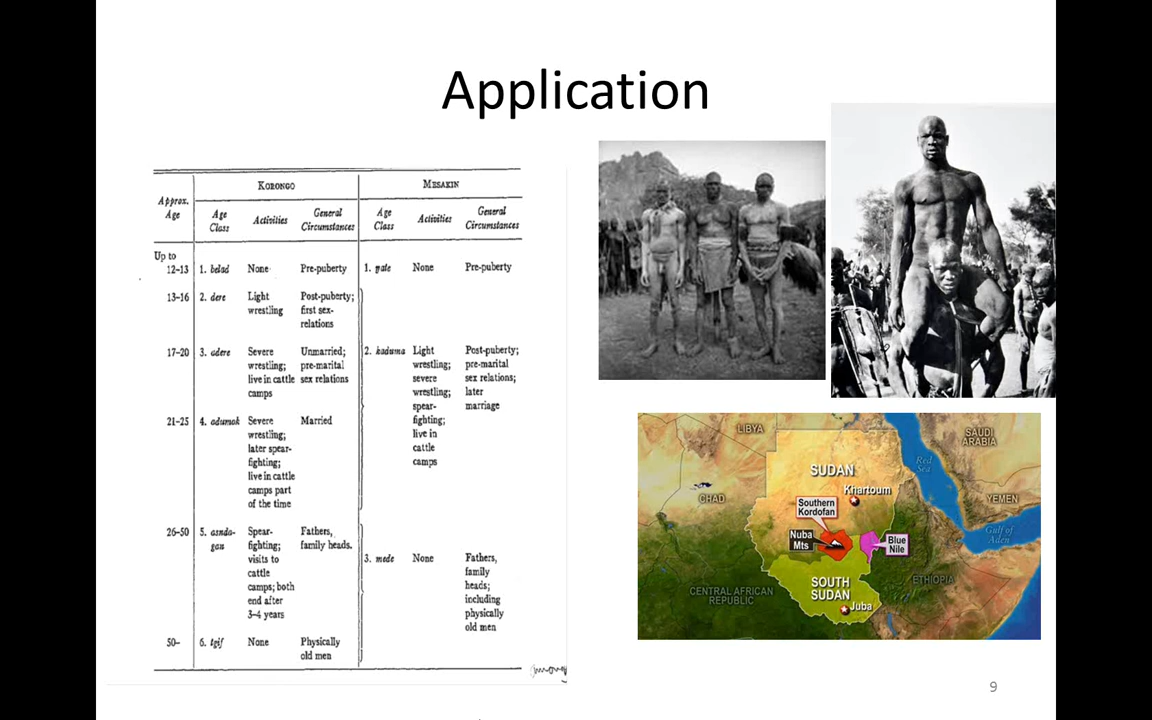 Application
KORONGO MESAKIN
Approx. Age Age Class Activities General Circumstances Age Class Activities General Circumstances
Up to
12–13 1. belad None Pre-puberty 1. yate None Pre-puberty
13–16 2. dere Light Post-puberty;
wrestling first sex-
relations
17–20 3. adere Severe Unmarried; 2. kaduma Light Post-puberty;
wrestling; pre-marital wrestling; pre-marital
live in cattle sex relations severe sex relations;
camps wrestling; later
spear- marriage
21–25 4. adumok Severe Married fighting;
wrestling; live in
later spear- cattle
fighting; camps
live in cattle
camps part
of the time
26–50 5. asnda- Spear- Fathers,
gan fighting; family heads.
visits to 3. mede None Fathers,
cattle family
camps; both heads;
end after including
3–4 years physically
old men
50– 6. tgif None Physically
old men
LIBYA
SAUDI
ARABIA
SUDAN
Red
Sea
Khartoum
CHAD
YEMEN
Southern
Kordofan
Gulf of
Aden
Nuba
Mts
Blue
Nile
ETHIOPIA
SOUTH
SUDAN
CENTRAL AFRICAN
REPUBLIC
Juba
9